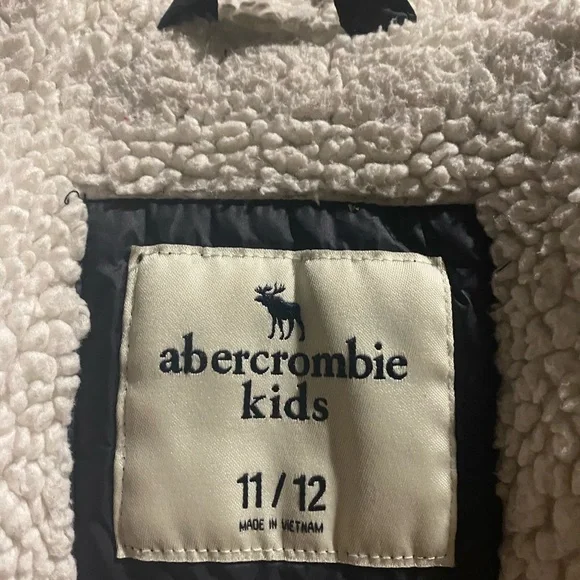 abercrombie
kids
11 / 12
MADE IN VIETNAM